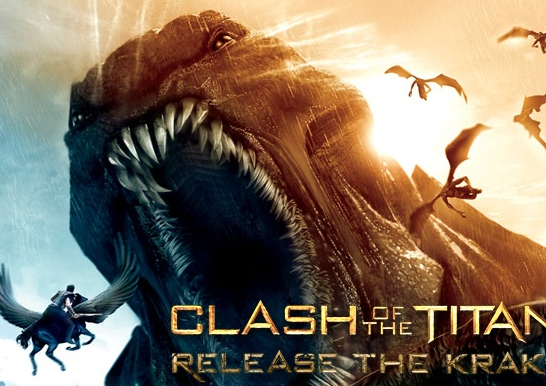 CLASH OF THE TITAN
RELEASE THE KRAK